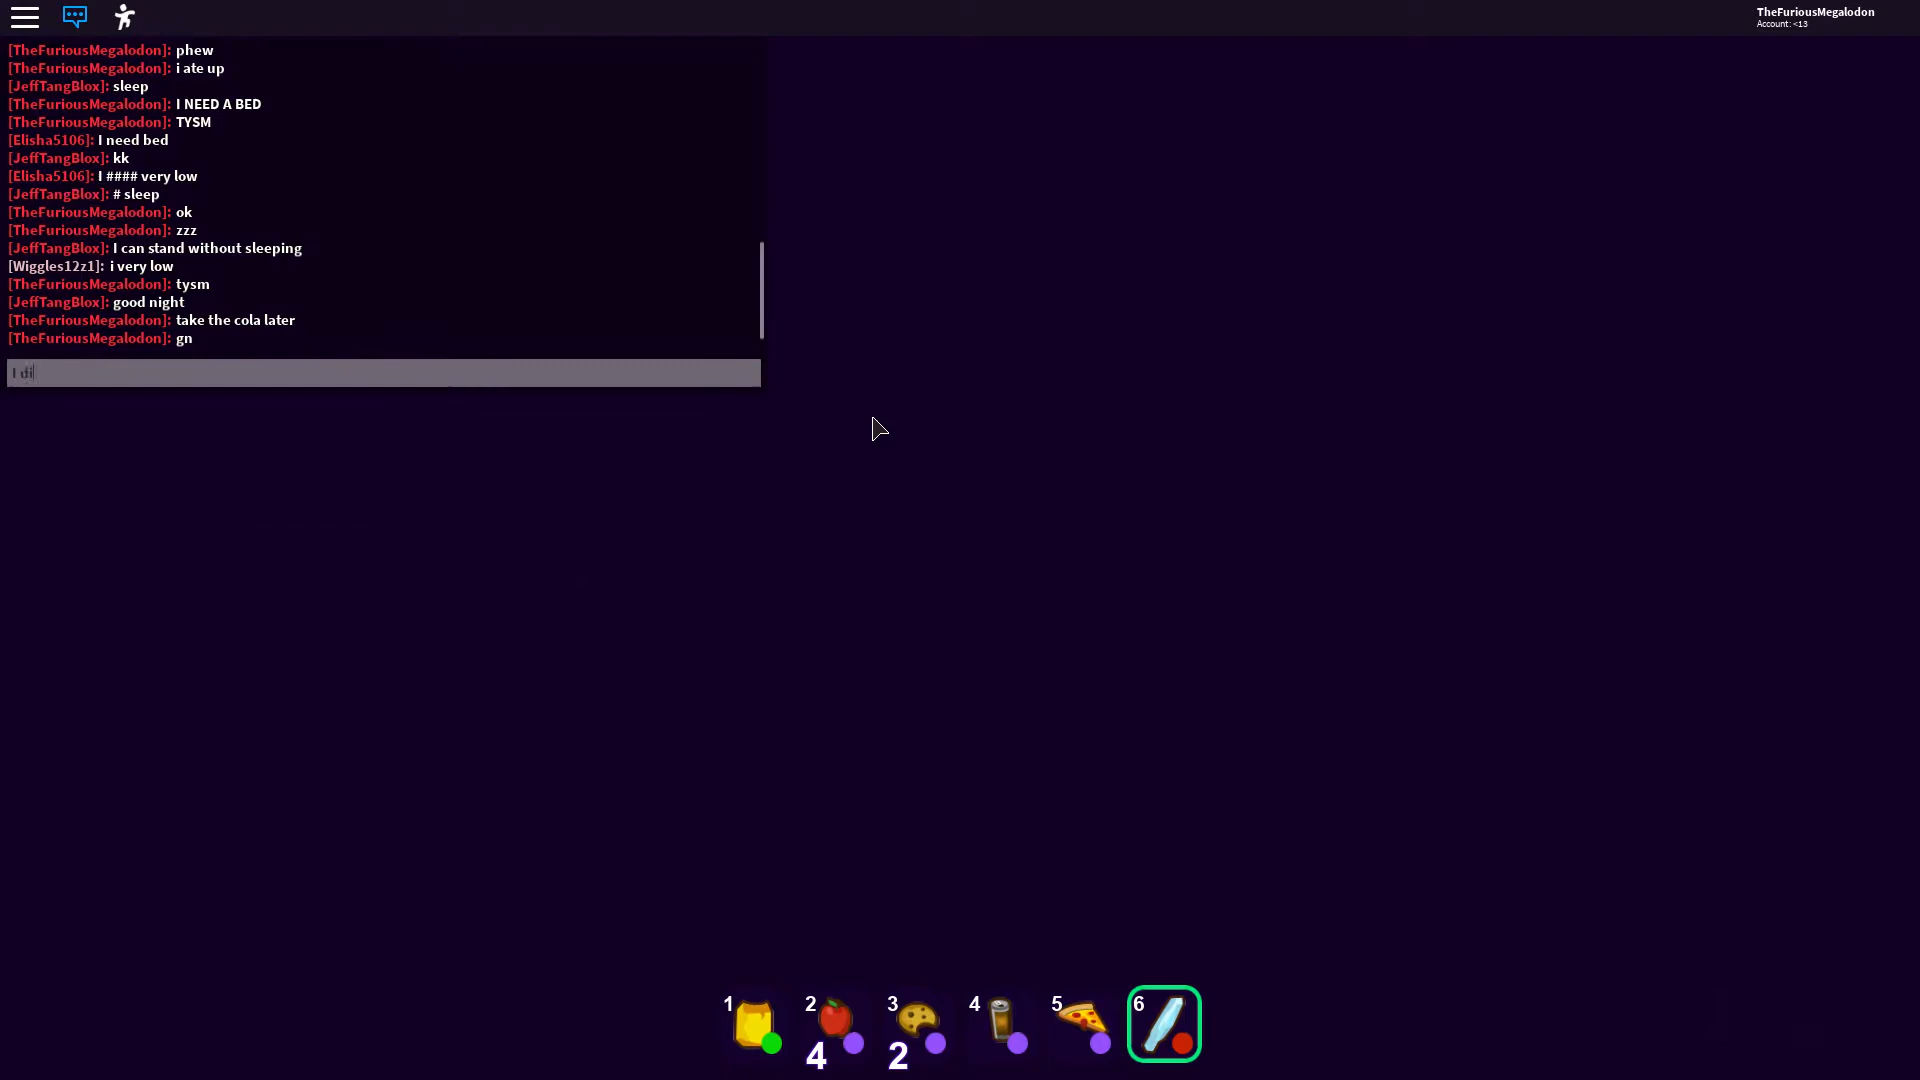 TheFuriousMegalodon
Account: <13
[TheFuriousMegalodon]: phew
[TheFuriousMegalodon]: i ate up
[JeffTangBlox]: sleep
[TheFuriousMegalodon]: I NEED A BED
[TheFuriousMegalodon]: TYSM
[Elisha5106]: I need bed
[JeffTangBlox]: kk
[Elisha5106]: I #### very low
[JeffTangBlox]: # sleep
[TheFuriousMegalodon]: ok
[TheFuriousMegalodon]: zzz
[JeffTangBlox]: I can stand without sleeping
[Wiggles12z1]: i very low
[TheFuriousMegalodon]: tysm
[JeffTangBlox]: good night
[TheFuriousMegalodon]: take the cola later
[TheFuriousMegalodon]: gn
I di
1 2 3 4 5 6
4 2